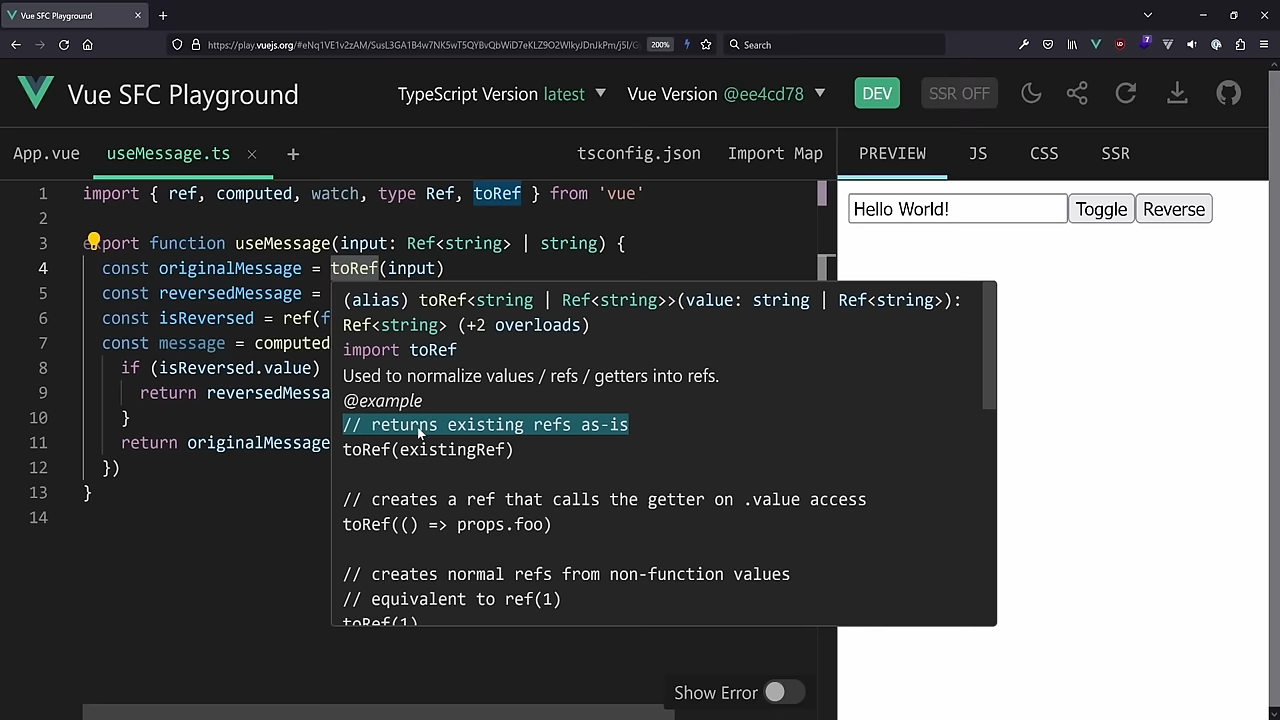 Vue SFC Playground
https://play.vuejs.org/#eNq1VE1v2zAM/SusL3GA1B4w7NK5wT5QYBvQbWiD7eKLZ9O2WlkyJDnJkPm/j5I/
200%
Search
7
Vue SFC Playground
TypeScript Version latest
Vue Version @ee4cd78
DEV
SSR OFF
App.vue
useMessage.ts
tsconfig.json
Import Map
PREVIEW
JS
CSS
SSR
1 import { ref, computed, watch, type Ref, toRef } from 'vue'
2
3 export function useMessage(input: Ref<string> | string) {
4 const originalMessage = toRef(input)
5 const reversedMessage =
6 const isReversed = ref(f
7 const message = computed
8 if (isReversed.value)
9 return reversedMessa
10 }
11 return originalMessage
12 })
13 }
14
(alias) toRef<string | Ref<string>>(value: string | Ref<string>):
Ref<string> (+2 overloads)
import toRef
Used to normalize values / refs / getters into refs.
@example
// returns existing refs as-is
toRef(existingRef)
// creates a ref that calls the getter on .value access
toRef(() => props.foo)
// creates normal refs from non-function values
// equivalent to ref(1)
toRef(1)
Show Error
Hello World!
Toggle
Reverse